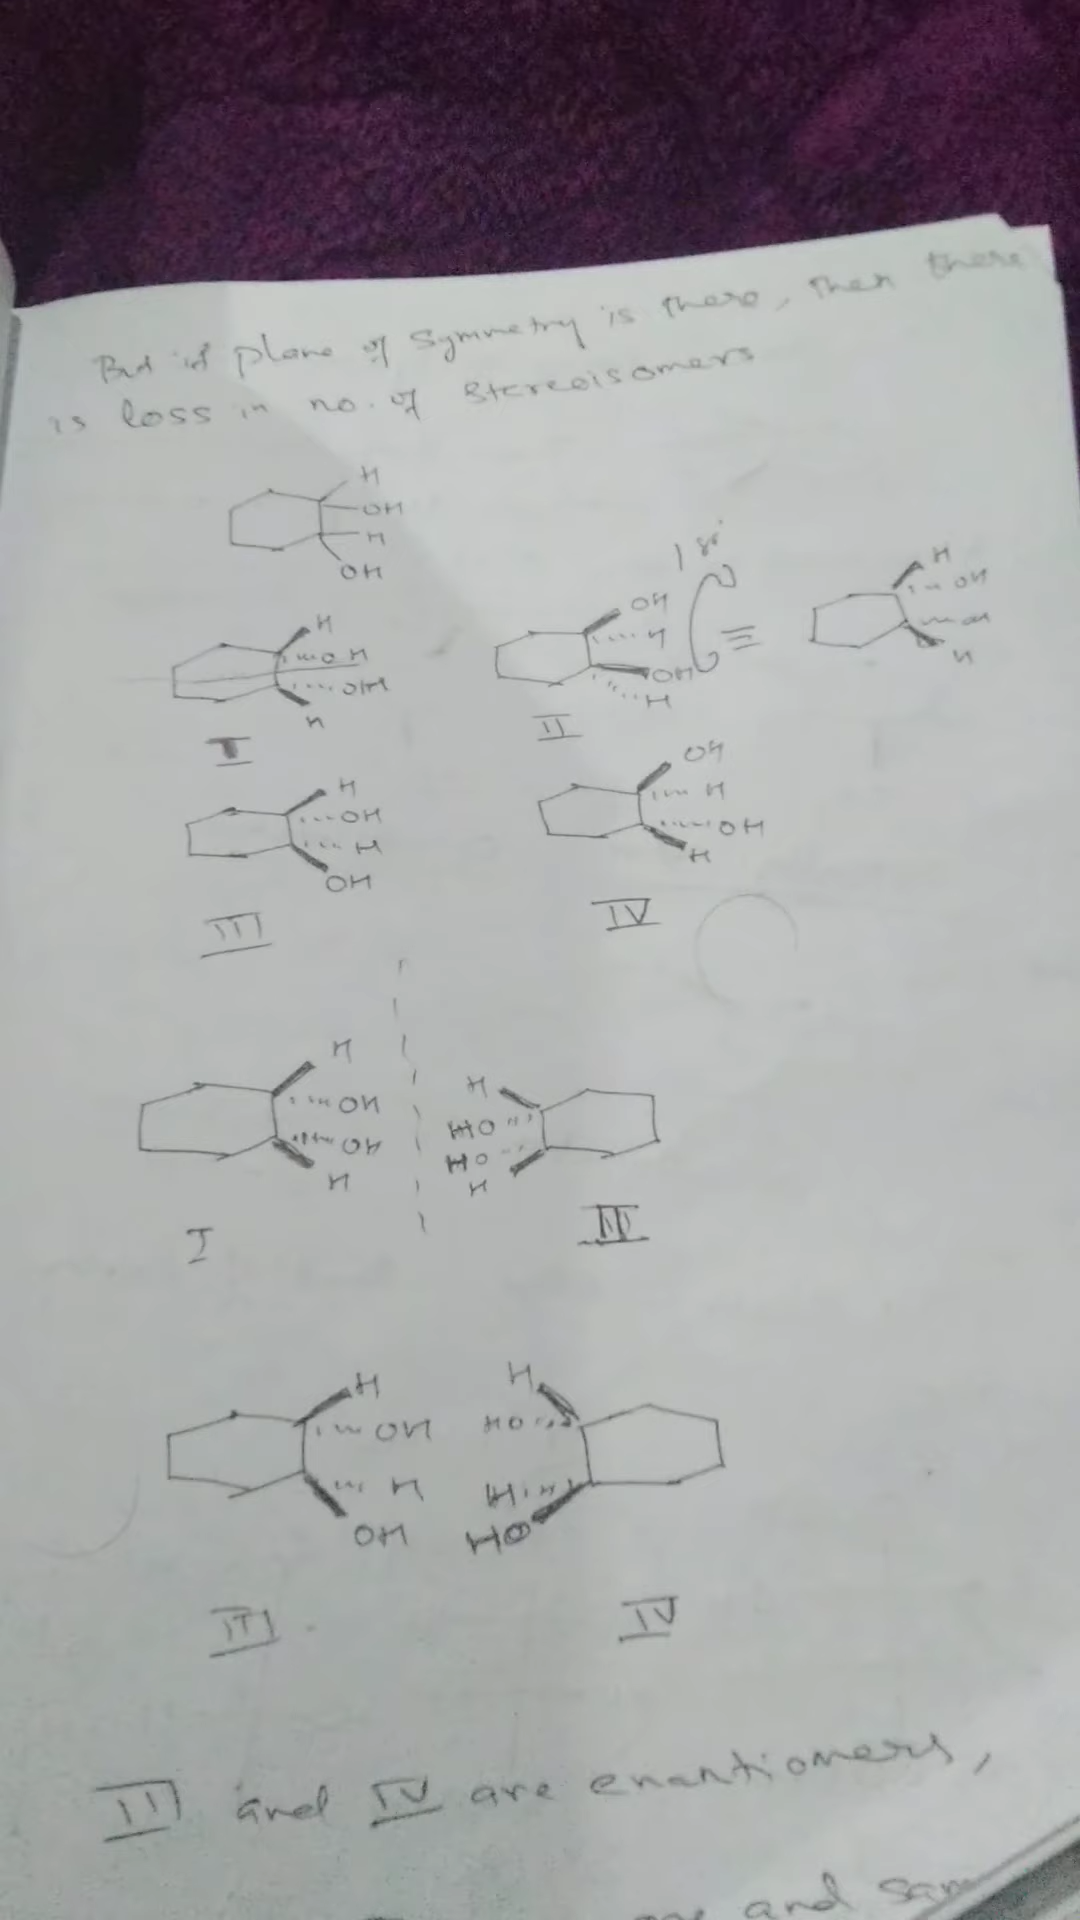 But if plane of symmetry is there, then there
is loss in no. of stereoisomers
H
OH
H
OH
H
OH
OH
H
I
OH
H
OH
H
II
≡
H
OH
OH
H
H
OH
H
OH
III
OH
H
OH
H
IV
H
OH
OH
H
I
H
HO
HO
H
H
OH
H
OH
III
H
HO
H
HO
IV
III and IV are enantiomers,
and